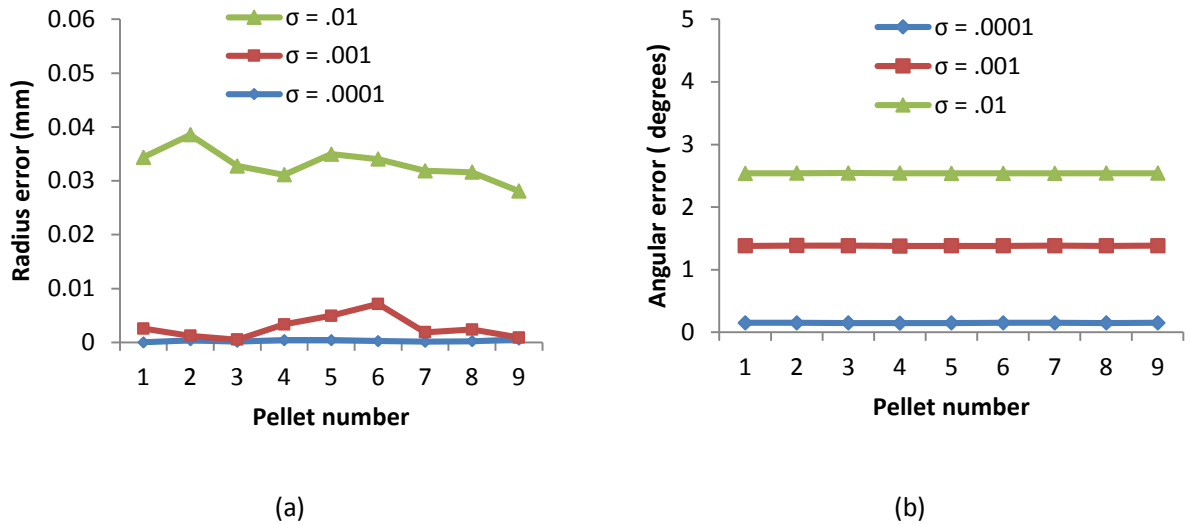 0.06
0.05
0.04
0.03
0.02
0.01
0
Radius error (mm)
σ = .01
σ = .001
σ = .0001
1 2 3 4 5 6 7 8 9
Pellet number
(a)
5
4
3
2
1
0
Angular error ( degrees)
σ = .0001
σ = .001
σ = .01
1 2 3 4 5 6 7 8 9
Pellet number
(b)